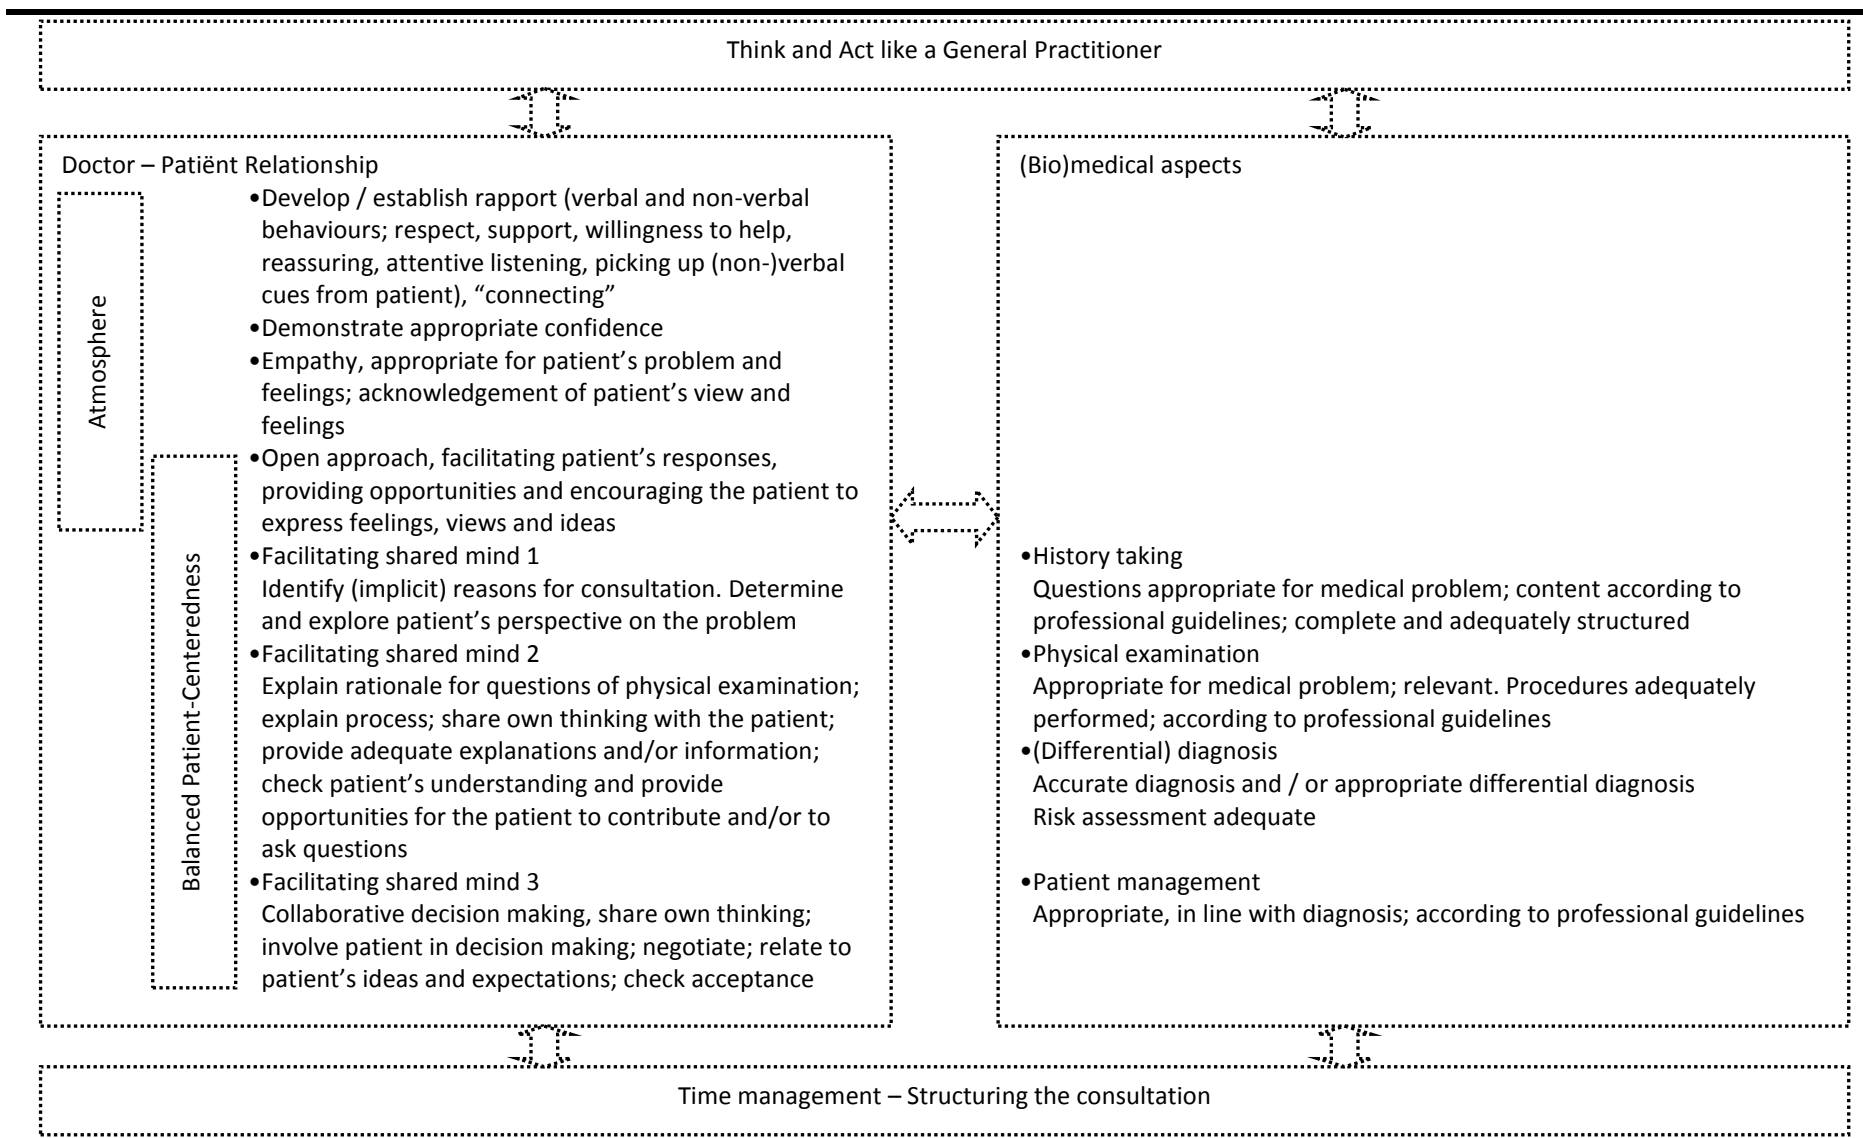 Think and Act like a General Practitioner
Doctor – Patiënt Relationship
Atmosphere
Balanced Patient-Centeredness
•Develop / establish rapport (verbal and non-verbal
behaviours; respect, support, willingness to help,
reassuring, attentive listening, picking up (non-)verbal
cues from patient), “connecting”
•Demonstrate appropriate confidence
•Empathy, appropriate for patient’s problem and
feelings; acknowledgement of patient’s view and
feelings
•Open approach, facilitating patient’s responses,
providing opportunities and encouraging the patient to
express feelings, views and ideas
•Facilitating shared mind 1
Identify (implicit) reasons for consultation. Determine
and explore patient’s perspective on the problem
•Facilitating shared mind 2
Explain rationale for questions of physical examination;
explain process; share own thinking with the patient;
provide adequate explanations and/or information;
check patient’s understanding and provide
opportunities for the patient to contribute and/or to
ask questions
•Facilitating shared mind 3
Collaborative decision making, share own thinking;
involve patient in decision making; negotiate; relate to
patient’s ideas and expectations; check acceptance
(Bio)medical aspects
•History taking
Questions appropriate for medical problem; content according to
professional guidelines; complete and adequately structured
•Physical examination
Appropriate for medical problem; relevant. Procedures adequately
performed; according to professional guidelines
•(Differential) diagnosis
Accurate diagnosis and / or appropriate differential diagnosis
Risk assessment adequate
•Patient management
Appropriate, in line with diagnosis; according to professional guidelines
Time management – Structuring the consultation